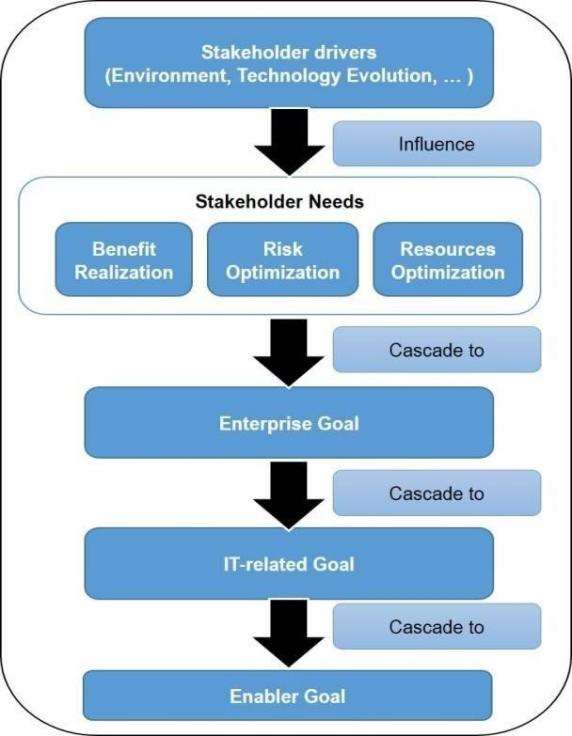 Stakeholder drivers
(Environment, Technology Evolution, ... )
Influence
Stakeholder Needs
Benefit
Realization
Risk
Optimization
Resources
Optimization
Cascade to
Enterprise Goal
Cascade to
IT-related Goal
Cascade to
Enabler Goal